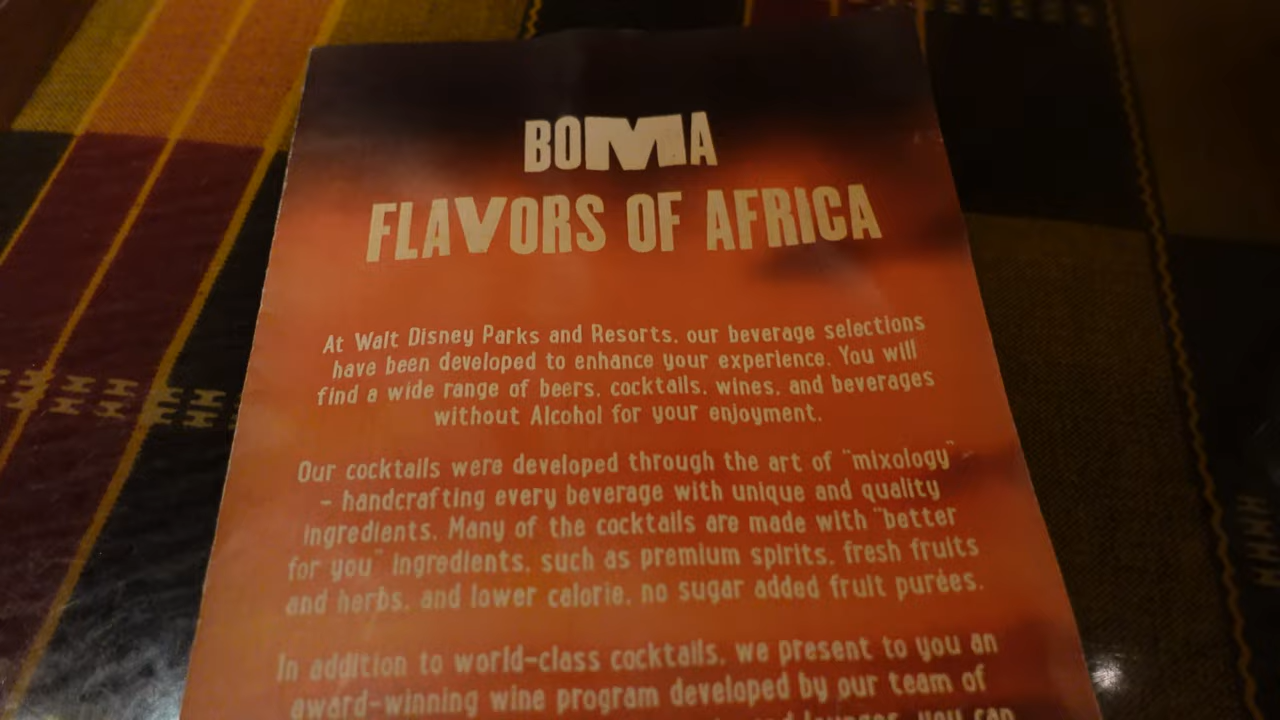 BOMA
FLAVORS OF AFRICA
At Walt Disney Parks and Resorts, our beverage selections
have been developed to enhance your experience. You will
find a wide range of beers, cocktails, wines, and beverages
without Alcohol for your enjoyment.
Our cocktails were developed through the art of "mixology"
- handcrafting every beverage with unique and quality
ingredients. Many of the cocktails are made with "better
for you" ingredients, such as premium spirits, fresh fruits
and herbs, and lower calorie, no sugar added fruit purées.
In addition to world-class cocktails, we present to you an
award-winning wine program developed by our team of
and lounges, you can